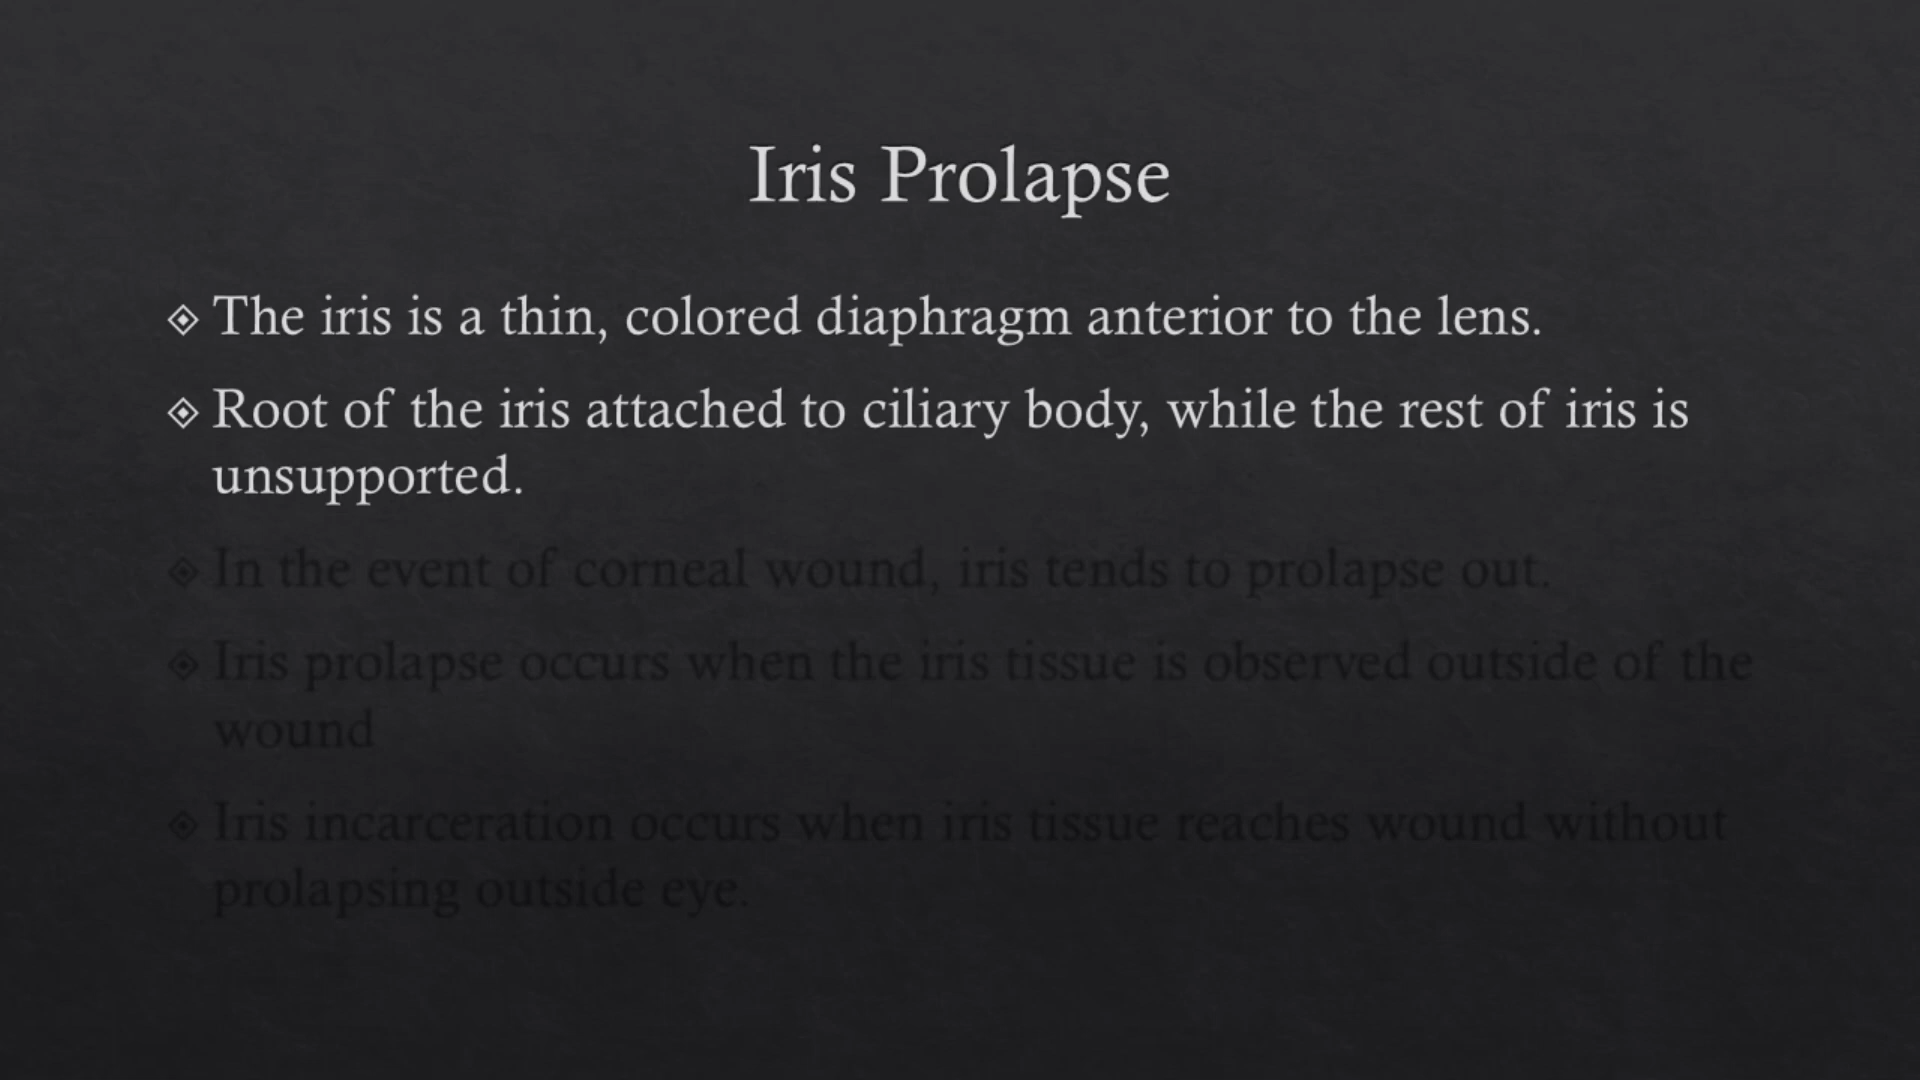 Iris Prolapse
The iris is a thin, colored diaphragm anterior to the lens.
Root of the iris attached to ciliary body, while the rest of iris is
unsupported.
In the event of corneal wound, iris tends to prolapse out.
Iris prolapse occurs when the iris tissue is observed outside of the
wound
Iris incarceration occurs when iris tissue reaches wound without
prolapsing outside eye.